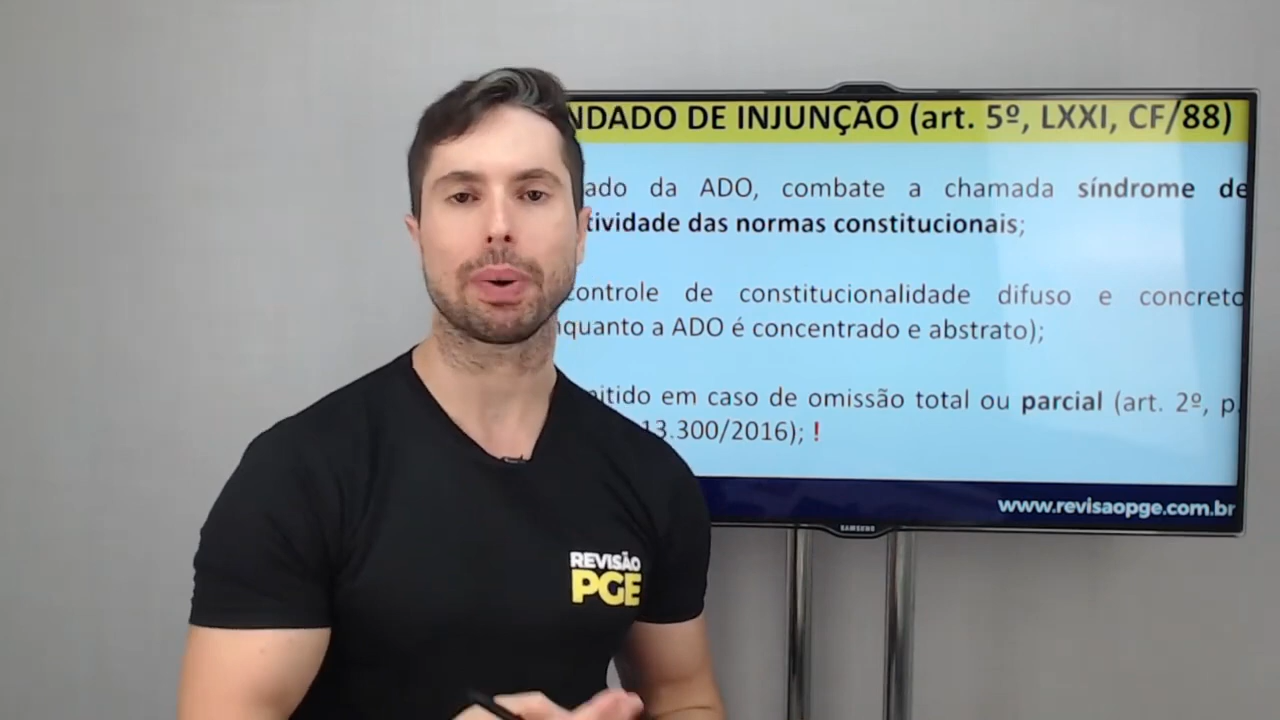 NDADO DE INJUNÇÃO (art. 5º, LXXI, CF/88)
ado da ADO, combate a chamada síndrome de
tividade das normas constitucionais;
controle de constitucionalidade difuso e concreto
nquanto a ADO é concentrado e abstrato);
itido em caso de omissão total ou parcial (art. 2º, p.
13.300/2016); !
www.revisaopge.com.br
SAMSUNG
REVISÃO
PGE